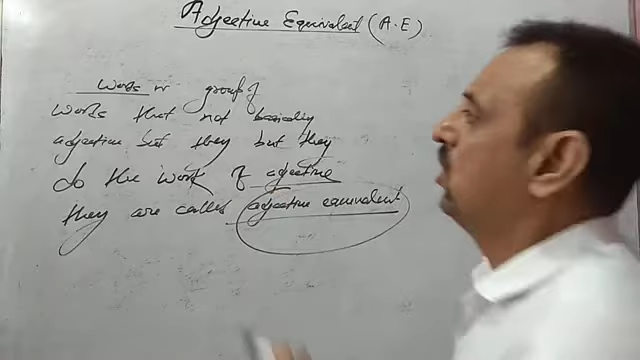 Adjective Equivalent (A.E)
words or group of
words that not basically
adjective but they but they
do the work of adjective
they are called adjective equivalent